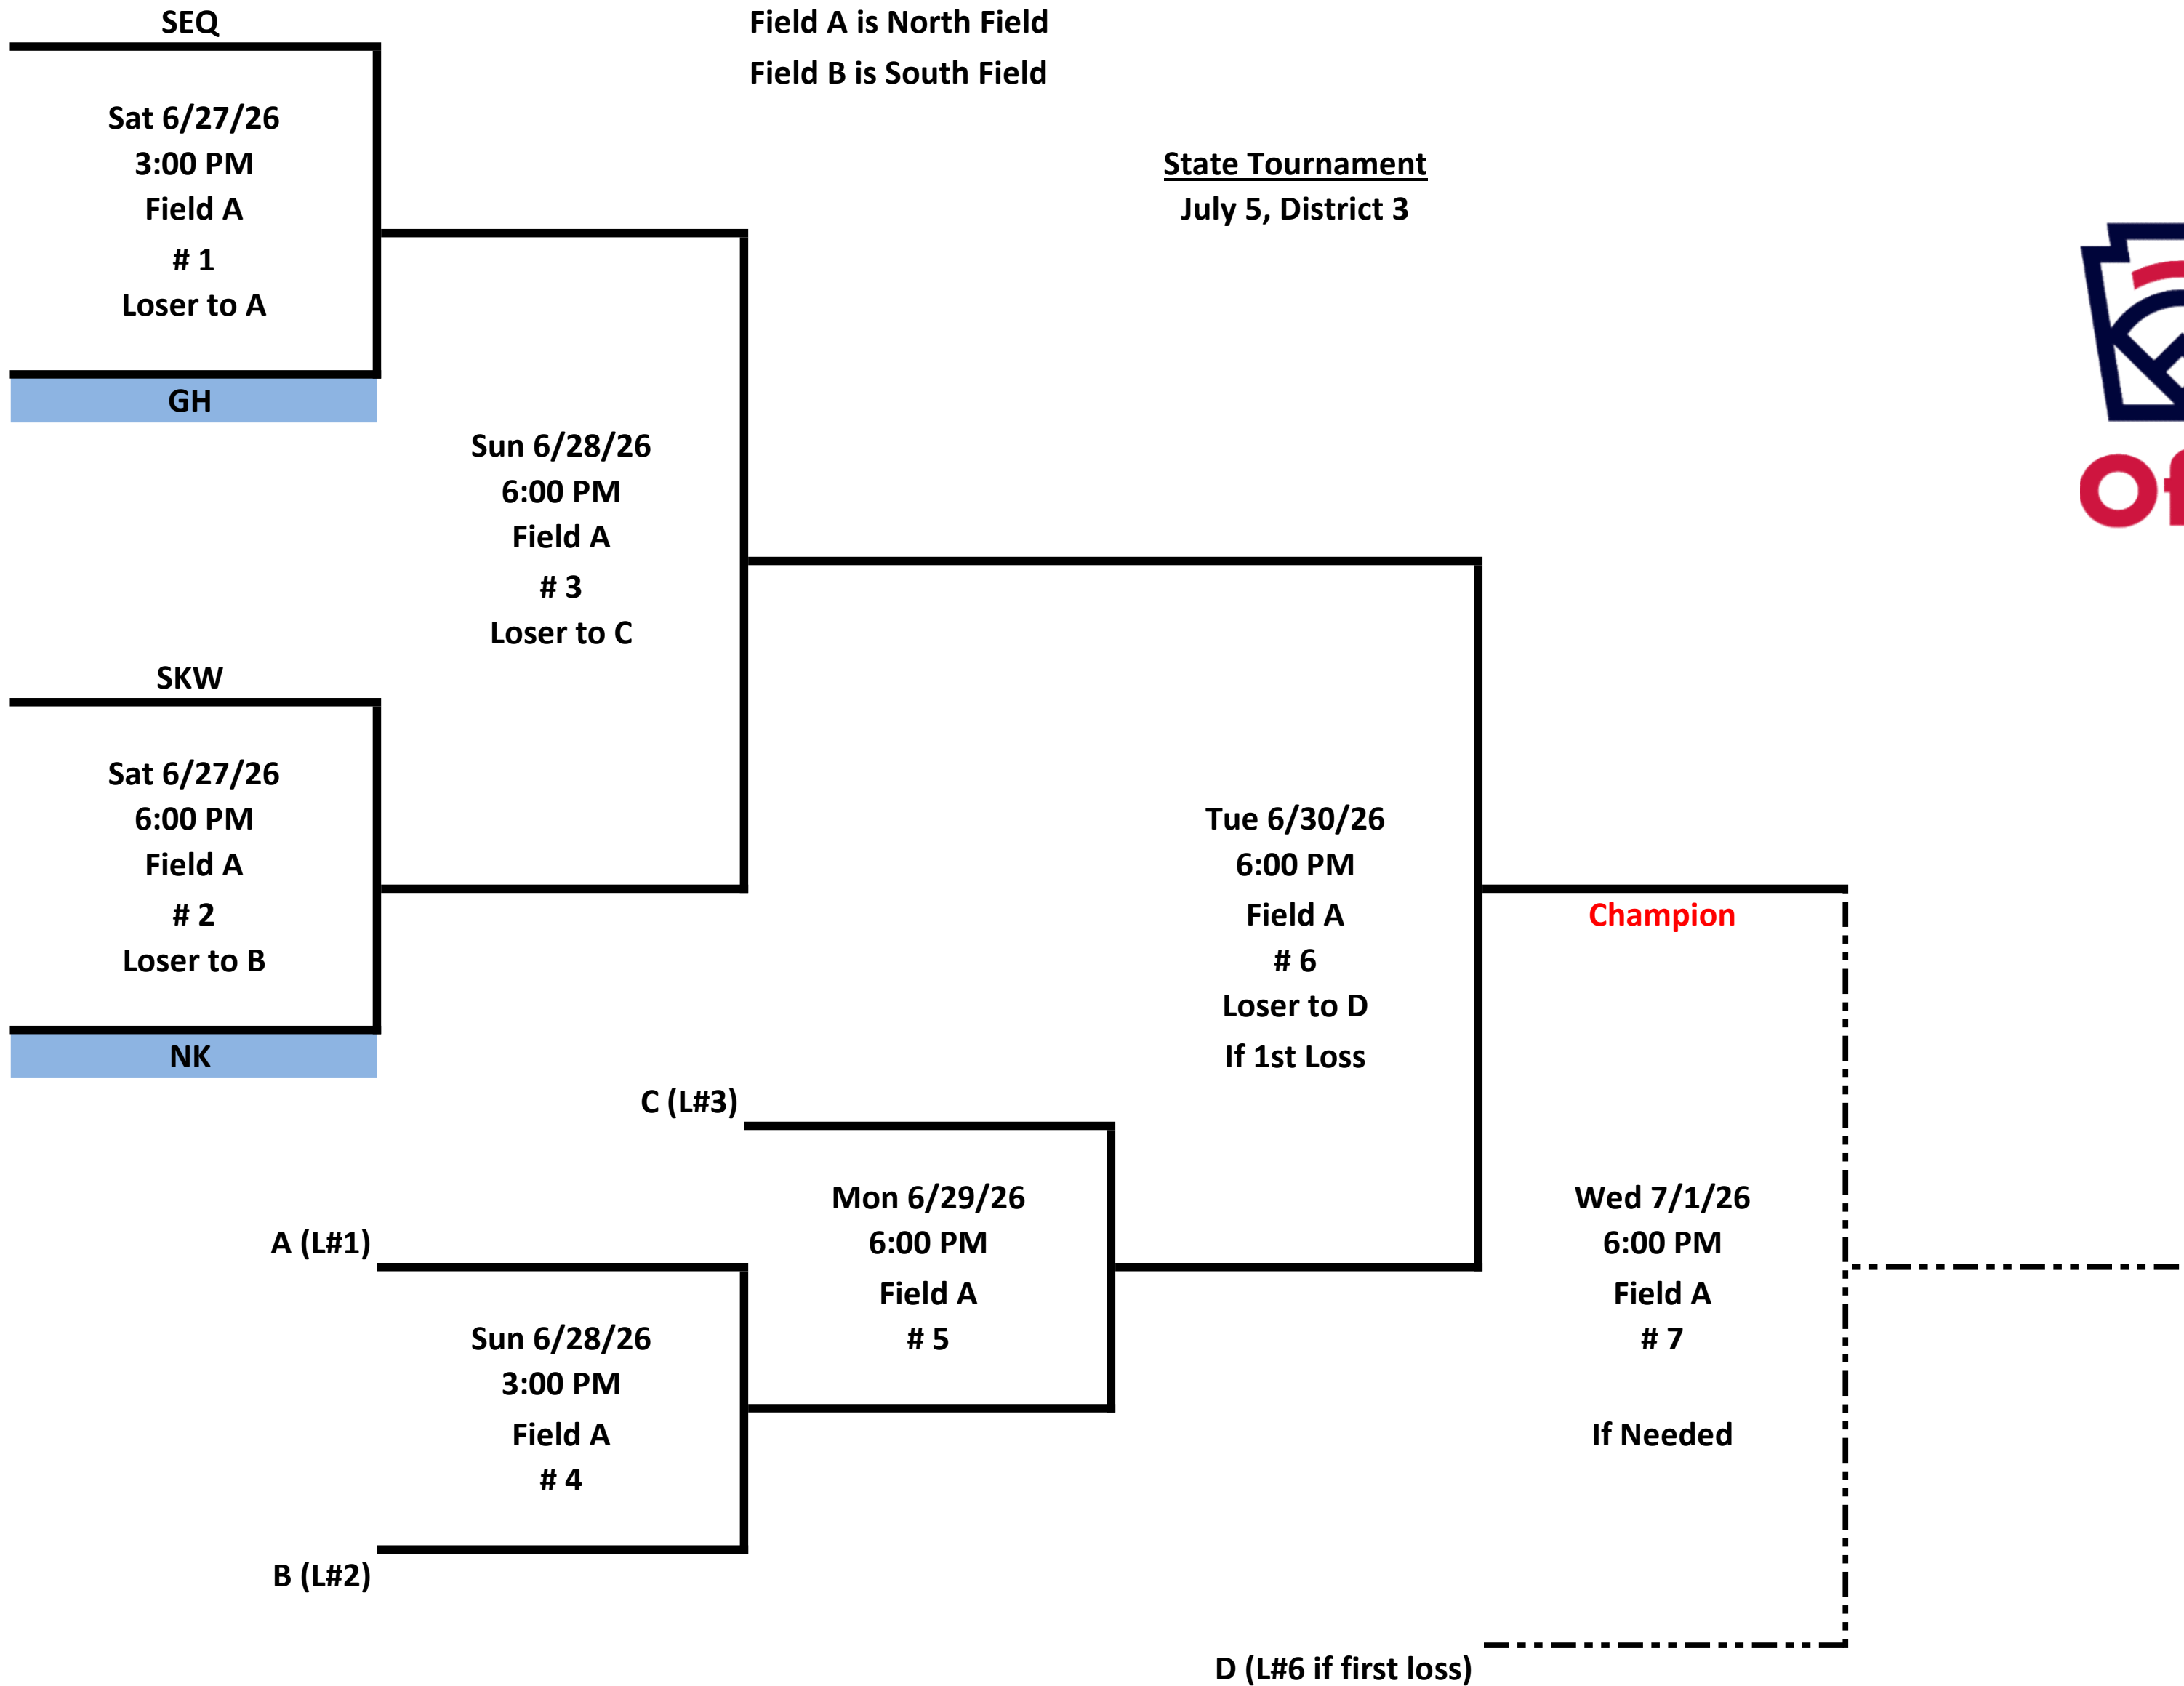 SEQ
Field A is North Field
Field B is South Field
Sat 6/27/26
3:00 PM
Field A
# 1
Loser to A
State Tournament
July 5, District 3
GH
Sun 6/28/26
6:00 PM
Field A
# 3
Loser to C
SKW
Sat 6/27/26
6:00 PM
Field A
# 2
Loser to B
NK
Tue 6/30/26
6:00 PM
Field A
# 6
Loser to D
If 1st Loss
Champion
C (L#3)
Mon 6/29/26
6:00 PM
Field A
# 5
Wed 7/1/26
6:00 PM
Field A
# 7
If Needed
A (L#1)
Sun 6/28/26
3:00 PM
Field A
# 4
B (L#2)
D (L#6 if first loss)